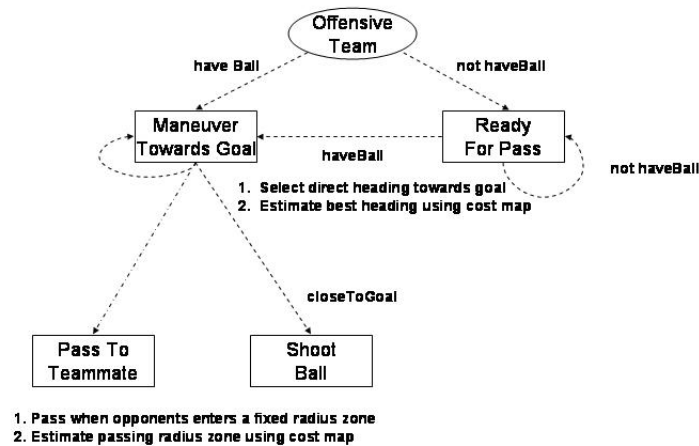 Offensive
Team
have Ball
not haveBall
Maneuver
Towards Goal
Ready
For Pass
haveBall
not haveBall
1. Select direct heading towards goal
2. Estimate best heading using cost map
closeToGoal
Pass To
Teammate
Shoot
Ball
1. Pass when opponents enters a fixed radius zone
2. Estimate passing radius zone using cost map